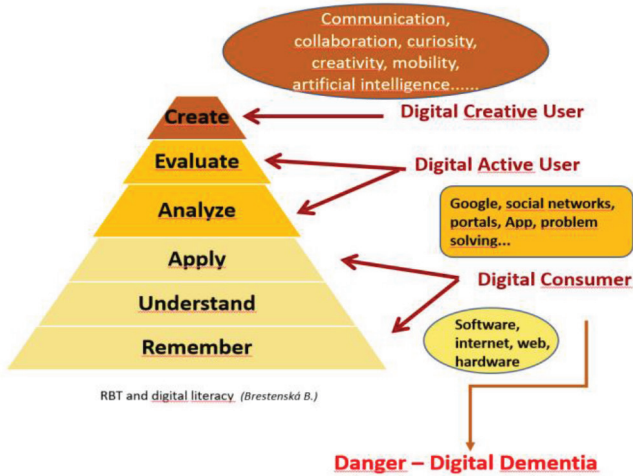 Communication,
collaboration, curiosity,
creativity, mobility,
artificial intelligence......
Create
Digital Creative User
Evaluate
Digital Active User
Analyze
Google, social networks,
portals, App, problem
solving...
Apply
Digital Consumer
Understand
Software,
internet, web,
hardware
Remember
RBT and digital literacy (Brestenská B.)
Danger – Digital Dementia